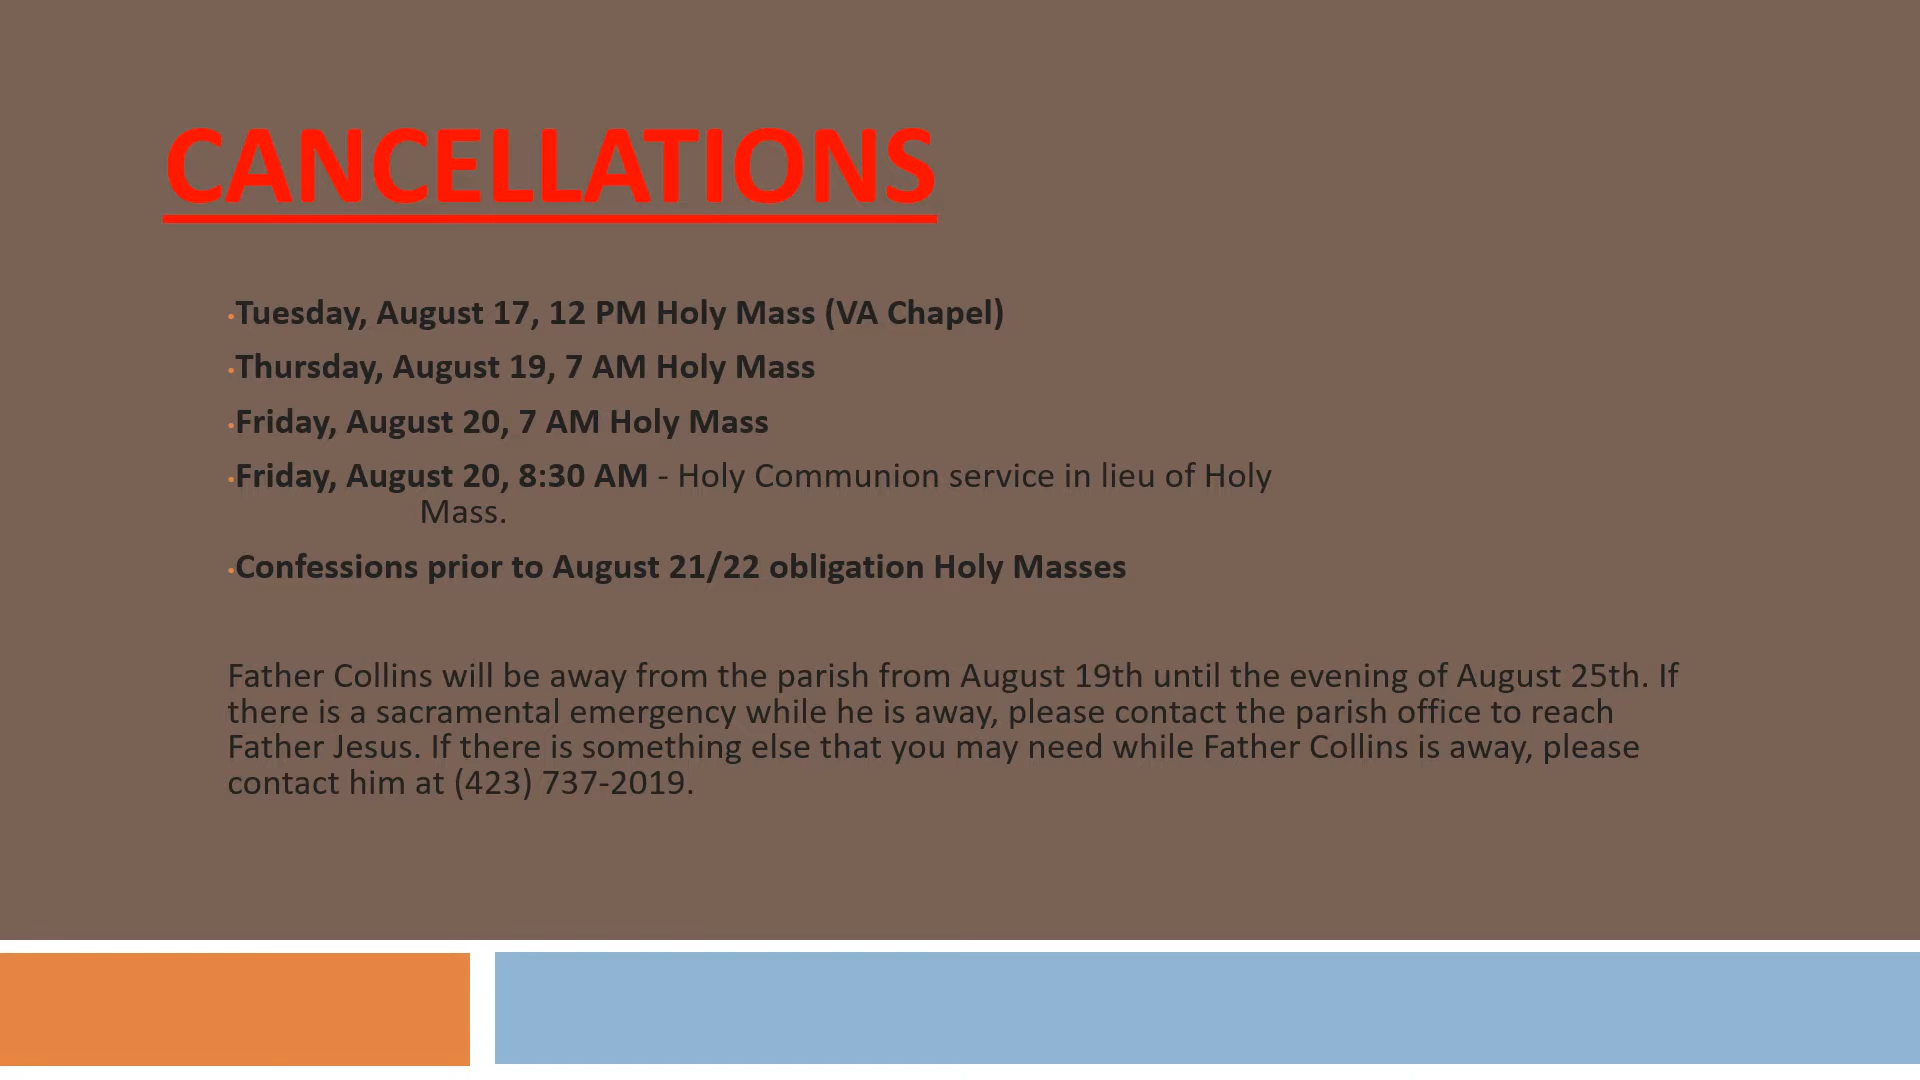 CANCELLATIONS
•Tuesday, August 17, 12 PM Holy Mass (VA Chapel)
•Thursday, August 19, 7 AM Holy Mass
•Friday, August 20, 7 AM Holy Mass
•Friday, August 20, 8:30 AM - Holy Communion service in lieu of Holy
Mass.
•Confessions prior to August 21/22 obligation Holy Masses
Father Collins will be away from the parish from August 19th until the evening of August 25th. If
there is a sacramental emergency while he is away, please contact the parish office to reach
Father Jesus. If there is something else that you may need while Father Collins is away, please
contact him at (423) 737-2019.